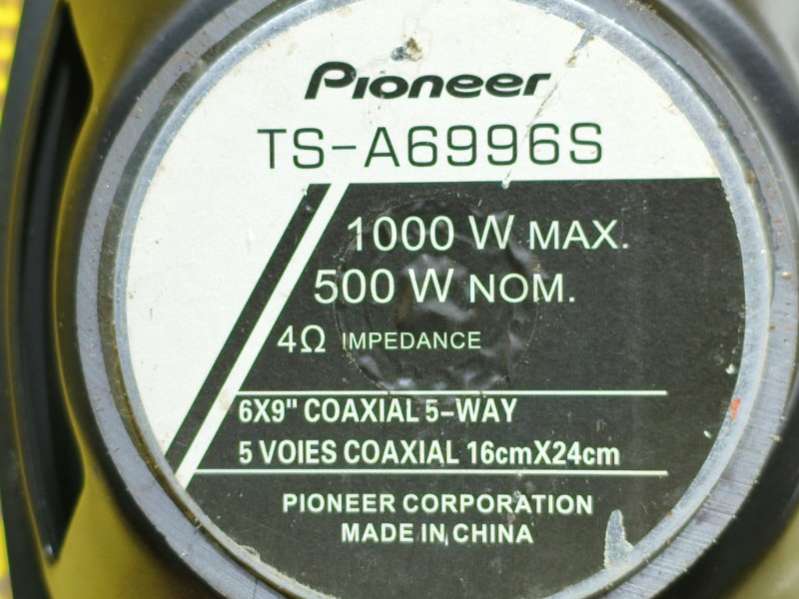 Pioneer
TS-A6996S
1000 W MAX.
500 W NOM.
4Ω IMPEDANCE
6X9" COAXIAL 5-WAY
5 VOIES COAXIAL 16cmX24cm
PIONEER CORPORATION
MADE IN CHINA